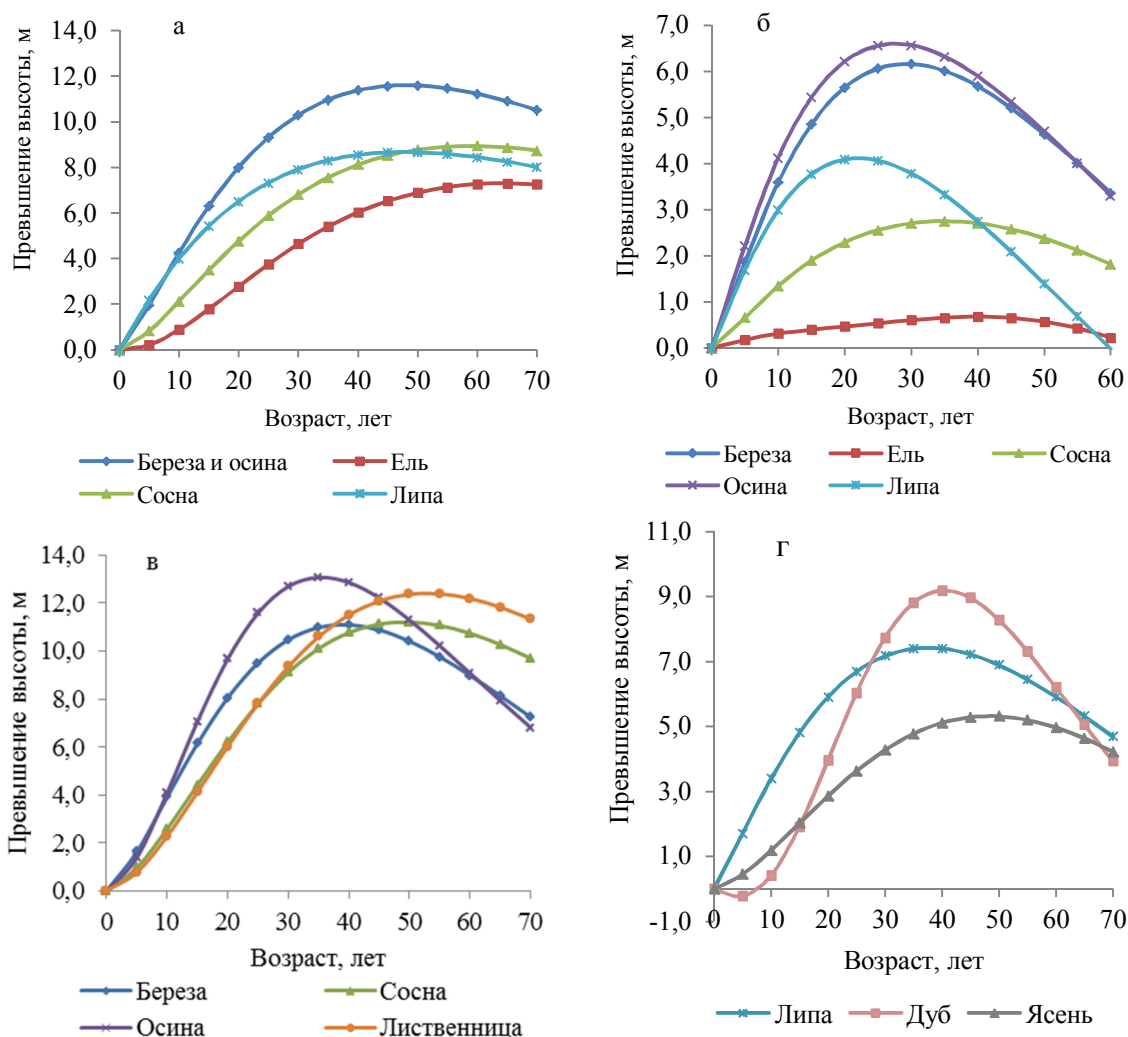 а
Превышение высоты, м
14,0
12,0
10,0
8,0
6,0
4,0
2,0
0,0
0 10 20 30 40 50 60 70
Возраст, лет
Береза и осина Ель
Сосна Липа
б
Превышение высоты, м
7,0
6,0
5,0
4,0
3,0
2,0
1,0
0,0
0 10 20 30 40 50 60
Возраст, лет
Береза Ель Сосна
Осина Липа
в
Превышение высоты, м
14,0
12,0
10,0
8,0
6,0
4,0
2,0
0,0
0 10 20 30 40 50 60 70
Возраст, лет
Береза Сосна
Осина Лиственница
г
Превышение высоты, м
11,0
9,0
7,0
5,0
3,0
1,0
-1,0
0 10 20 30 40 50 60 70
Возраст, лет
Липа Дуб Ясень